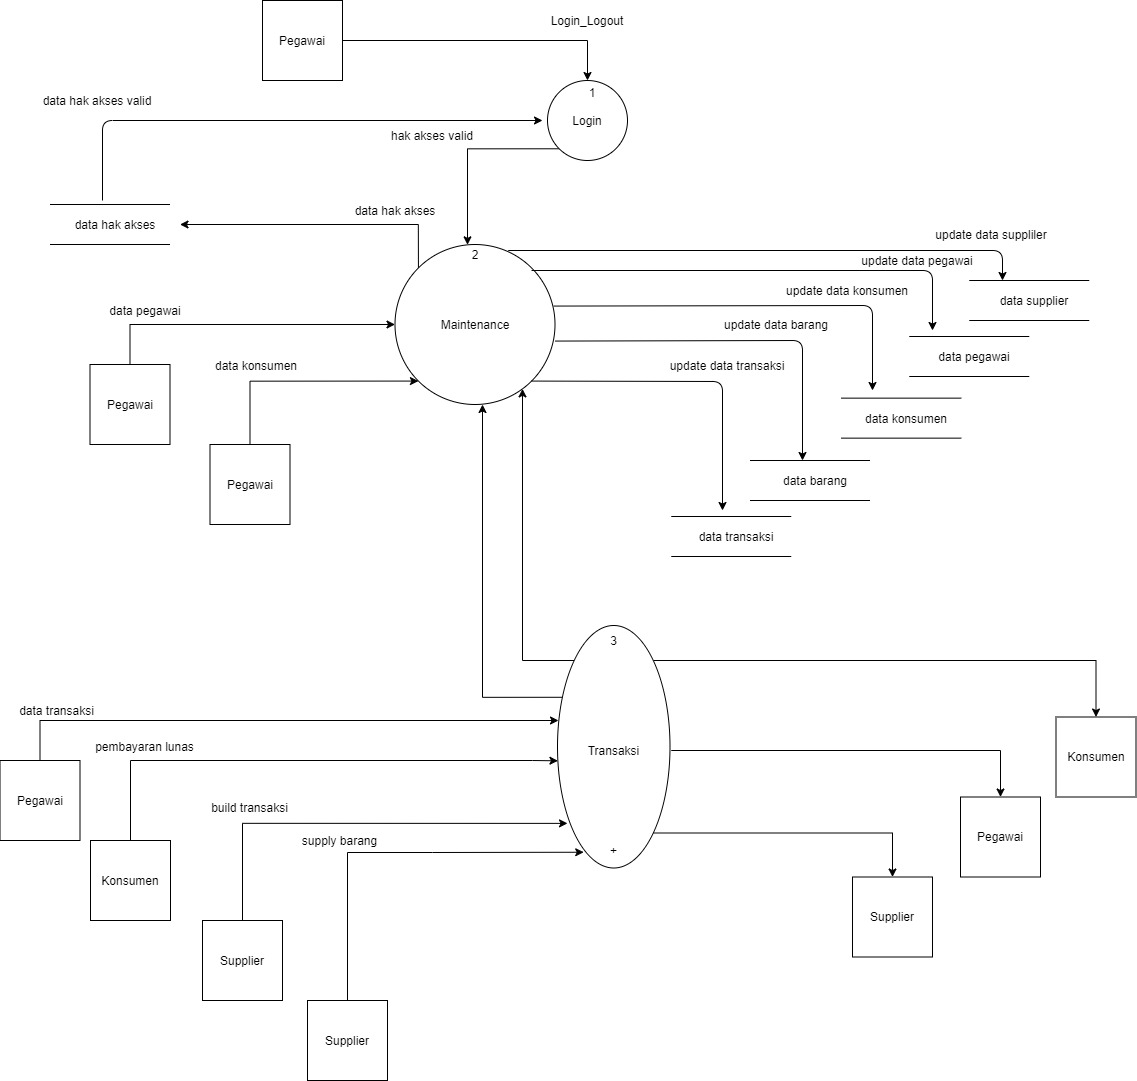 Login_Logout
Pegawai
1
Login
data hak akses valid
hak akses valid
data hak akses
data hak akses
2
Maintenance
update data suppliler
update data pegawai
data supplier
update data konsumen
data pegawai
update data barang
data konsumen
update data transaksi
data barang
data transaksi
data pegawai
Pegawai
data konsumen
Pegawai
3
Transaksi
+
data transaksi
Pegawai
pembayaran lunas
Konsumen
build transaksi
Supplier
supply barang
Supplier
Konsumen
Pegawai
Supplier